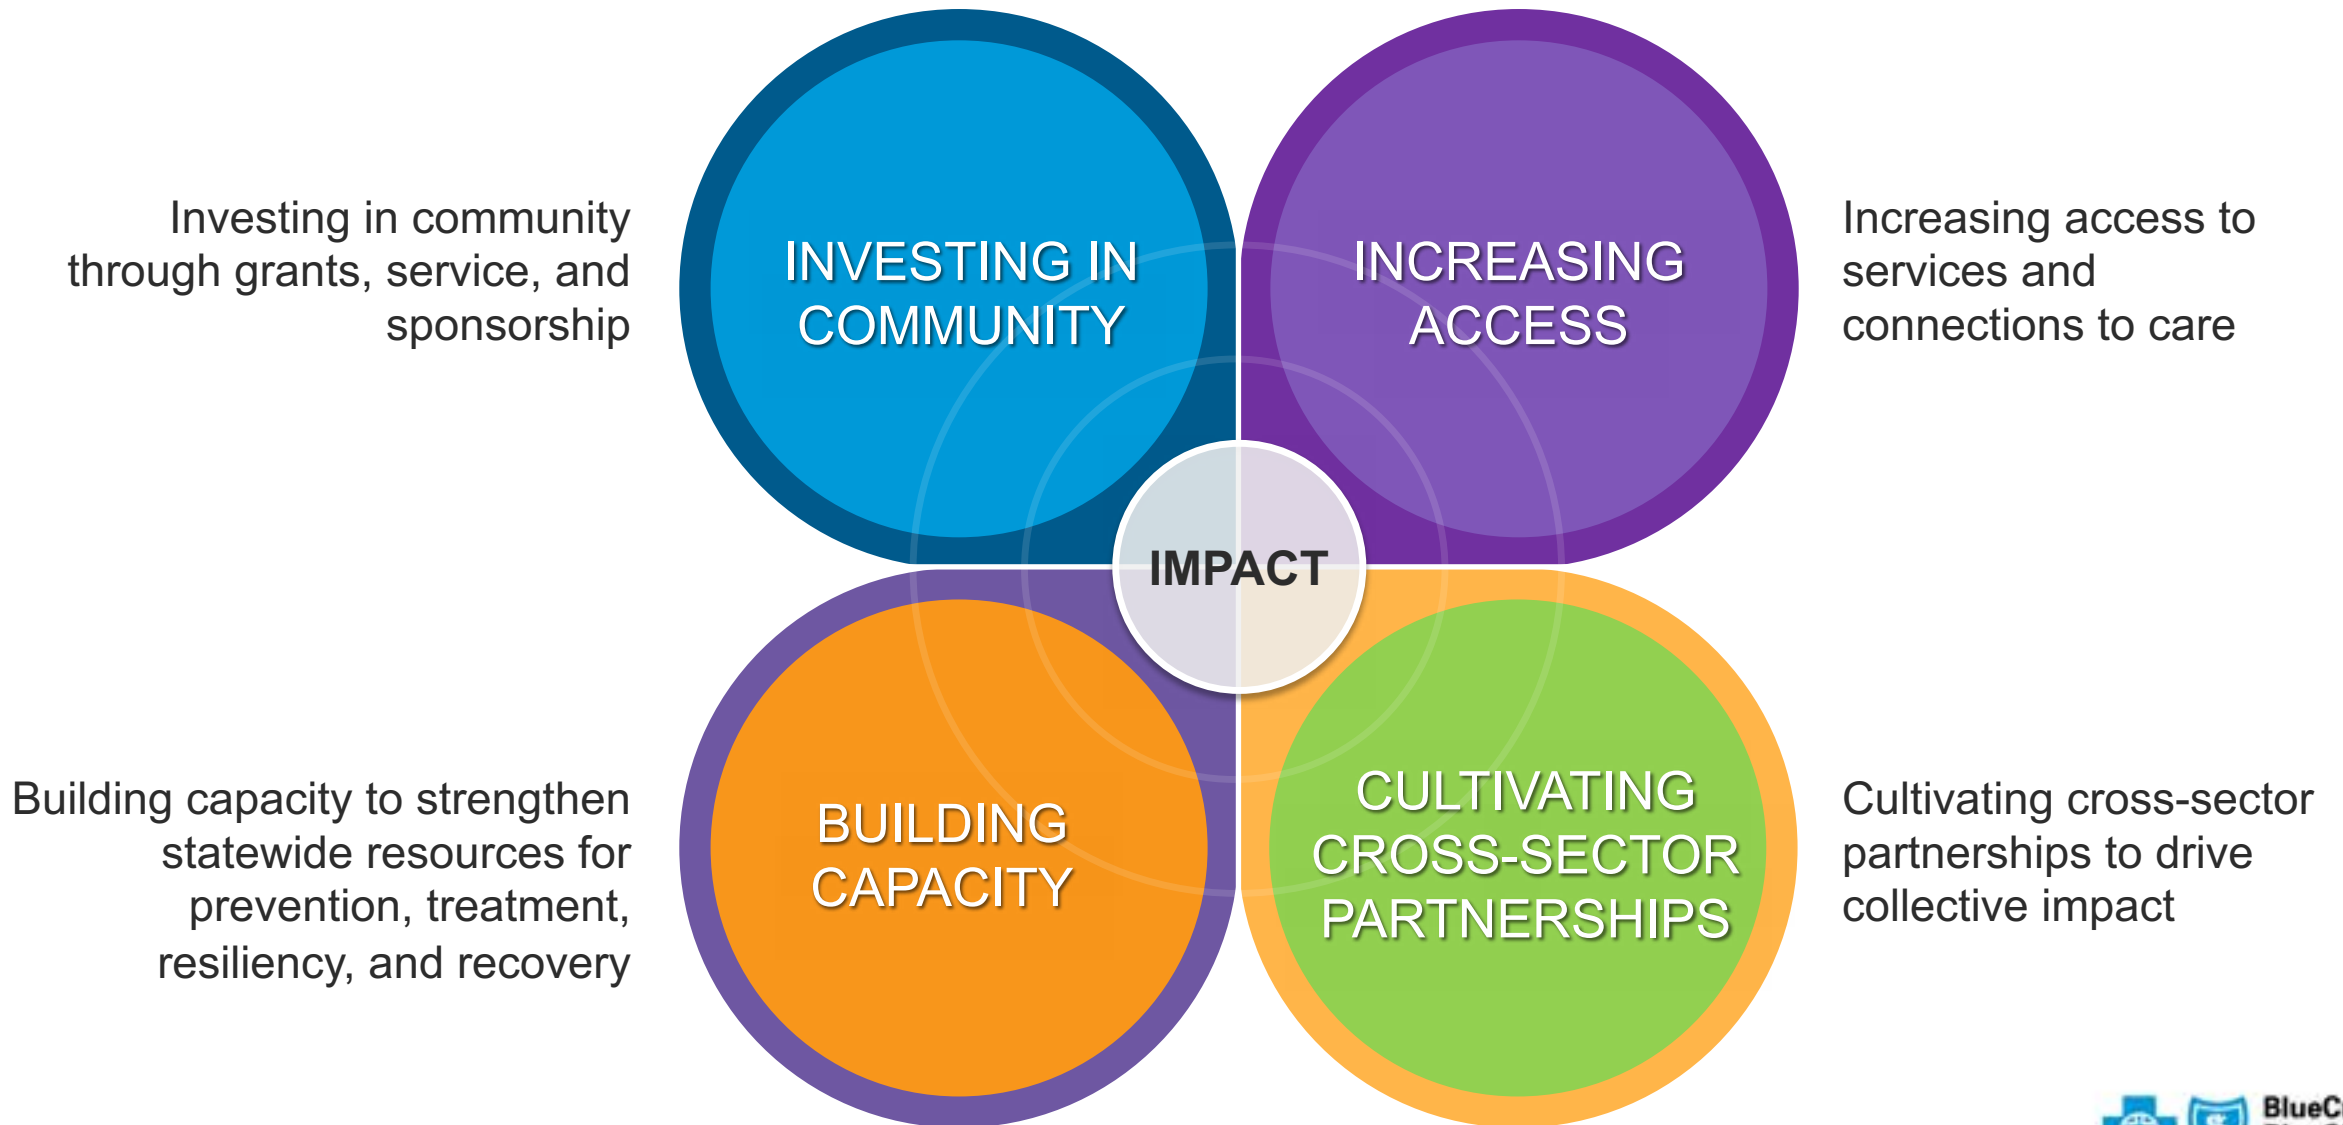 Investing in community
through grants, service, and
sponsorship
INVESTING IN
COMMUNITY
INCREASING
ACCESS
Increasing access to
services and
connections to care
IMPACT
Building capacity to strengthen
statewide resources for
prevention, treatment,
resiliency, and recovery
BUILDING
CAPACITY
CULTIVATING
CROSS-SECTOR
PARTNERSHIPS
Cultivating cross-sector
partnerships to drive
collective impact